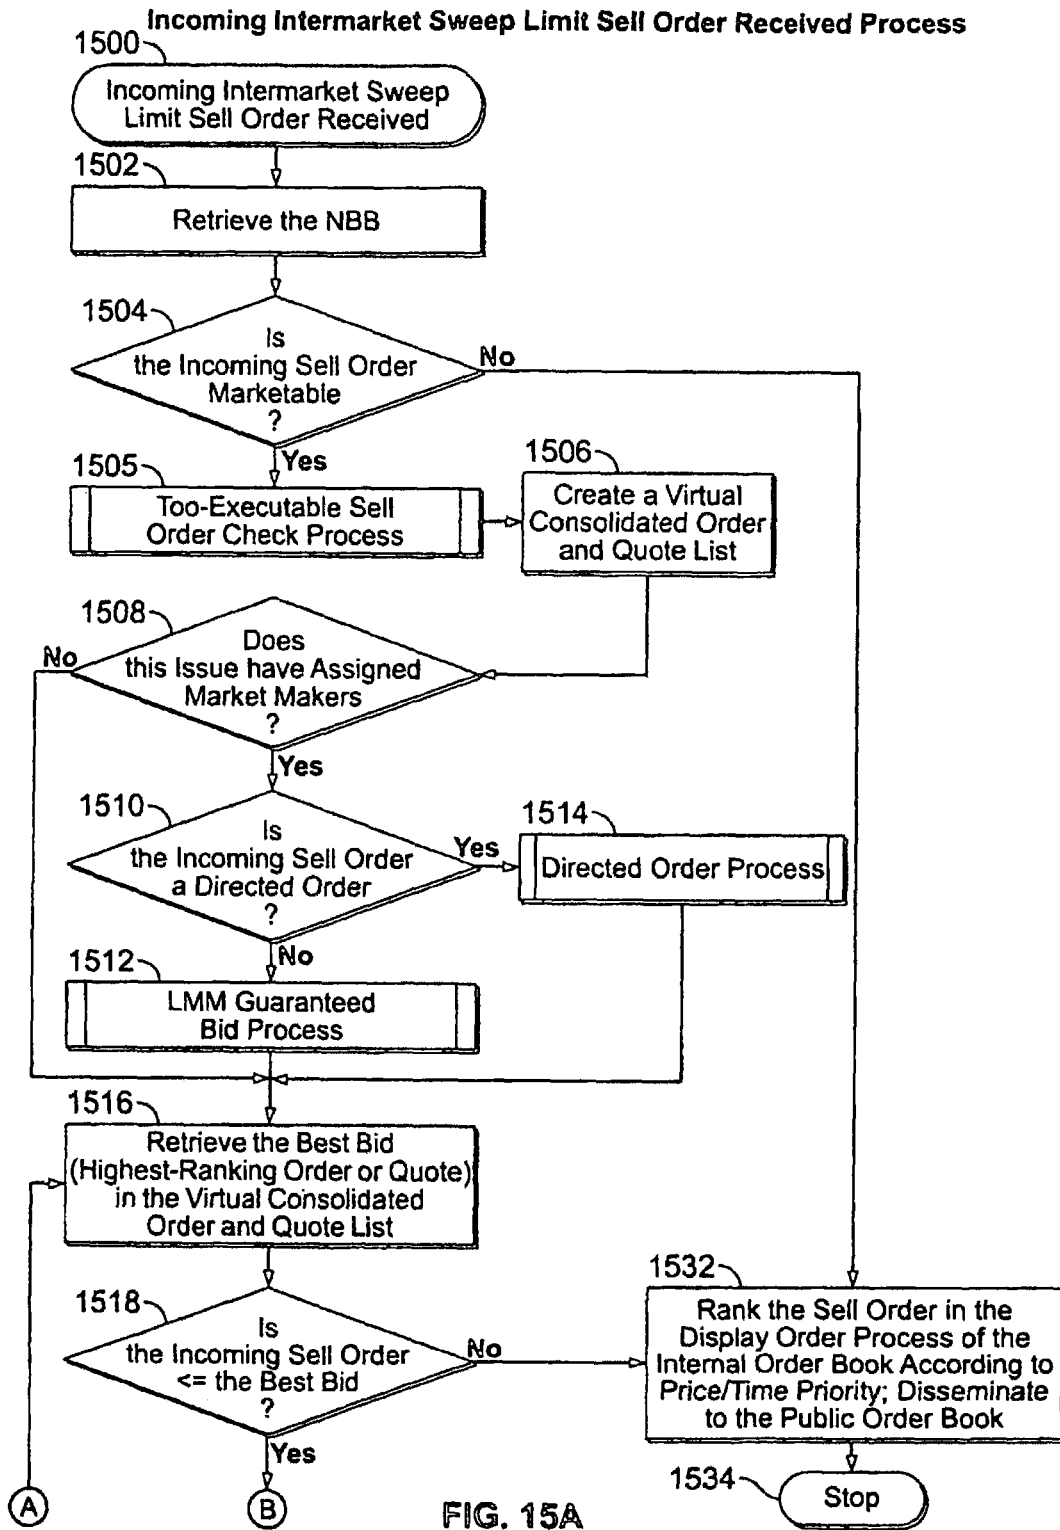 Incoming Intermarket Sweep Limit Sell Order Received Process
1500
Incoming Intermarket Sweep
Limit Sell Order Received
1502
Retrieve the NBB
1504
Is
the Incoming Sell Order
Marketable
?
No
Yes
1505
Too-Executable Sell
Order Check Process
1506
Create a Virtual
Consolidated Order
and Quote List
1508
Does
this Issue have Assigned
Market Makers
?
No
Yes
1510
Is
the Incoming Sell Order
a Directed Order
?
Yes
1514
Directed Order Process
No
1512
LMM Guaranteed
Bid Process
1516
Retrieve the Best Bid
(Highest-Ranking Order or Quote)
in the Virtual Consolidated
Order and Quote List
1518
Is
the Incoming Sell Order
<= the Best Bid
?
No
Yes
1532
Rank the Sell Order in the
Display Order Process of the
Internal Order Book According to
Price/Time Priority; Disseminate
to the Public Order Book
1534
Stop
A
B
FIG. 15A